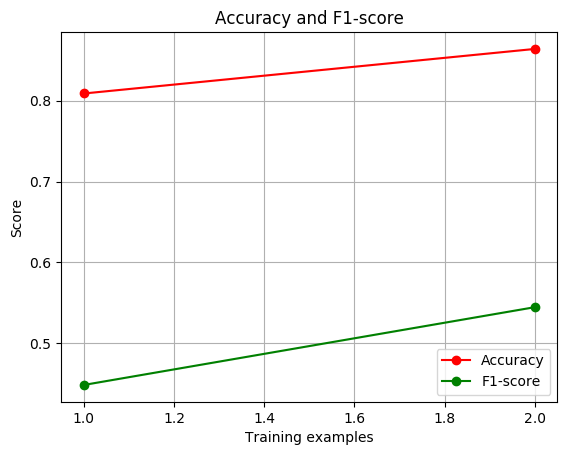 Accuracy and F1-score
Score
0.8
0.7
0.6
0.5
1.0 1.2 1.4 1.6 1.8 2.0
Training examples
Accuracy
F1-score